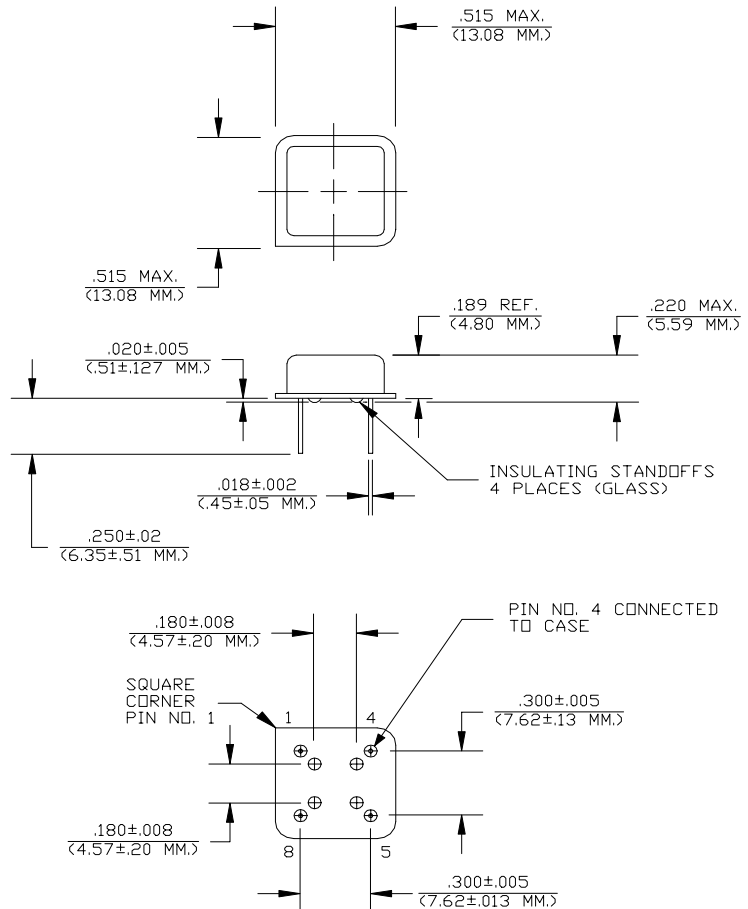 .515 MAX.
(13.08 MM.)
.515 MAX.
(13.08 MM.)
.189 REF.
(4.80 MM.)
.220 MAX.
(5.59 MM.)
.020±.005
(.51±.127 MM.)
INSULATING STANDOFFS
4 PLACES (GLASS)
.018±.002
(.45±.05 MM.)
.250±.02
(6.35±.51 MM.)
PIN NO. 4 CONNECTED
TO CASE
.180±.008
(4.57±.20 MM.)
SQUARE
CORNER
PIN NO. 1
1
4
.300±.005
(7.62±.13 MM.)
.180±.008
(4.57±.20 MM.)
8
5
.300±.005
(7.62±.013 MM.)